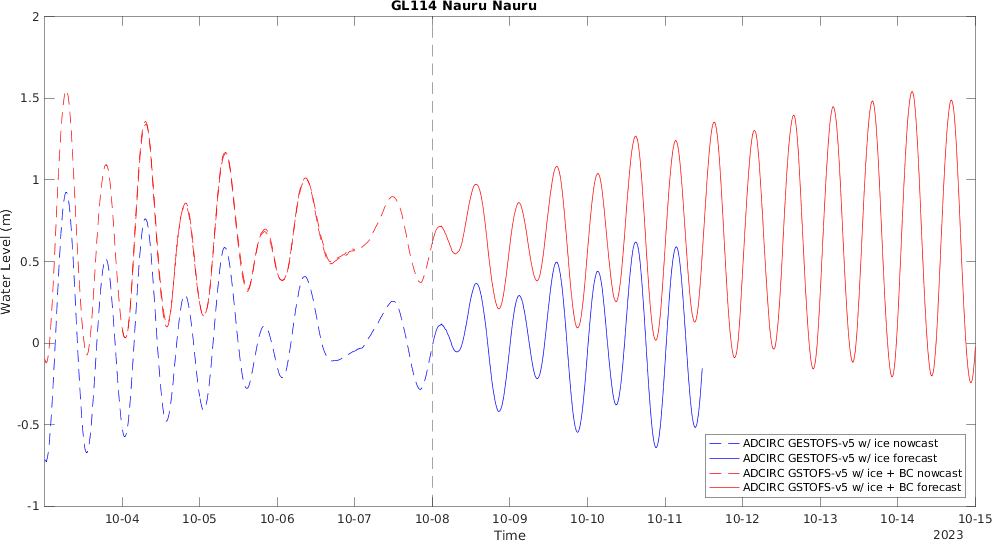 GL114 Nauru Nauru
2
1.5
1
0.5
0
-0.5
-1
Water Level (m)
ADCIRC GESTOFS-v5 w/ ice nowcast
ADCIRC GESTOFS-v5 w/ ice forecast
ADCIRC GSTOFS-v5 w/ ice + BC nowcast
ADCIRC GSTOFS-v5 w/ ice + BC forecast
10-04 10-05 10-06 10-07 10-08 10-09 10-10 10-11 10-12 10-13 10-14 10-15
Time
2023